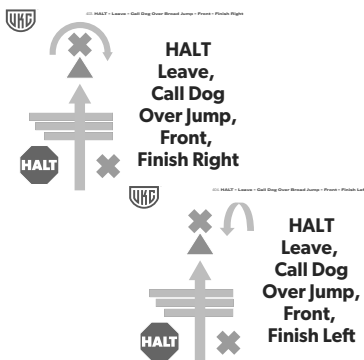 UKC
HALT • Leave • Call Dog Over Broad Jump • Front • Finish Right
HALT
Leave,
Call Dog
Over Jump,
Front,
Finish Right
HALT
UKC
HALT • Leave • Call Dog Over Broad Jump • Front • Finish Left
HALT
Leave,
Call Dog
Over Jump,
Front,
Finish Left
HALT